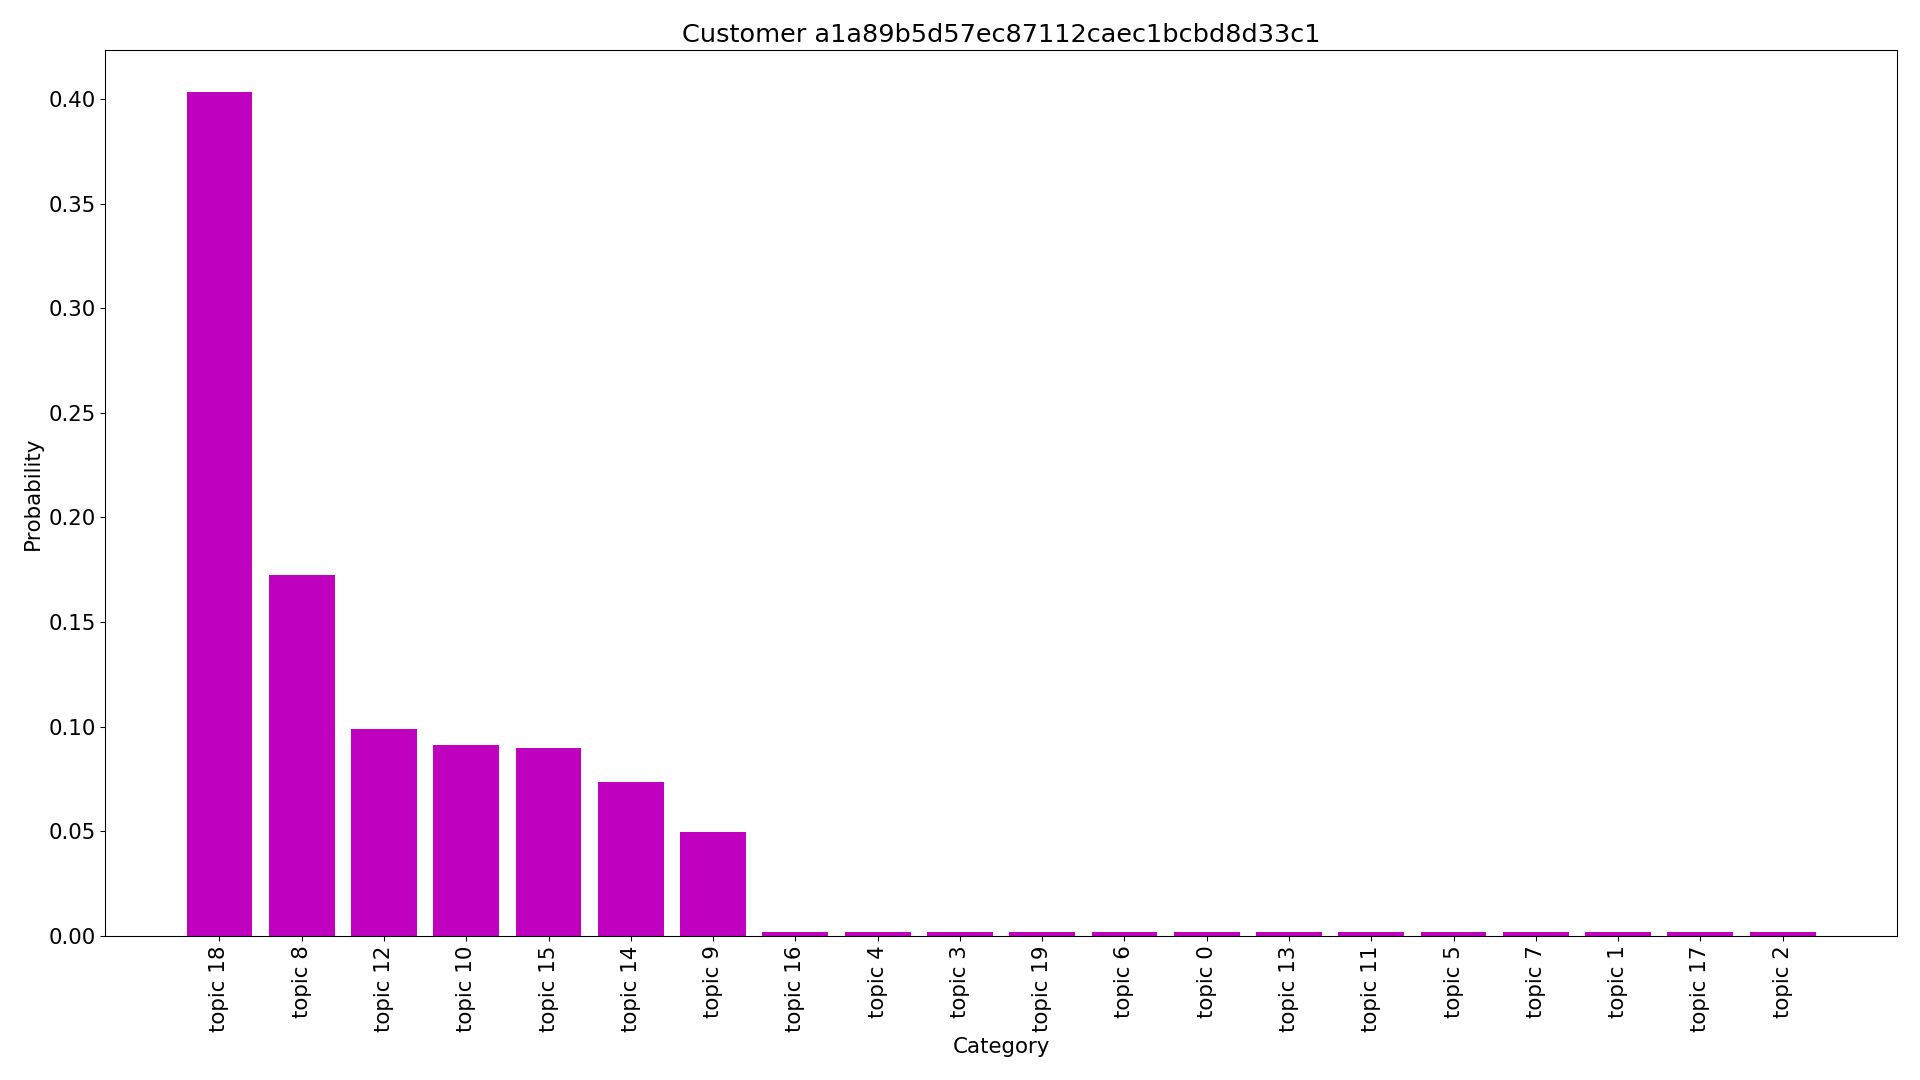 Customer a1a89b5d57ec87112caec1bcbd8d33c1
Probability
0.40
0.35
0.30
0.25
0.20
0.15
0.10
0.05
0.00
topic 18
topic 8
topic 12
topic 10
topic 15
topic 14
topic 9
topic 16
topic 4
topic 3
topic 19
topic 6
topic 0
topic 13
topic 11
topic 5
topic 7
topic 1
topic 17
topic 2
Category